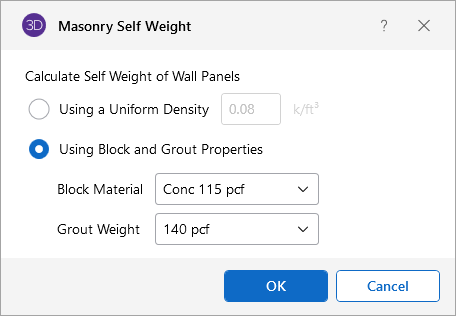 3D Masonry Self Weight ?
Calculate Self Weight of Wall Panels
Using a Uniform Density 0.08 k/ft³
Using Block and Grout Properties
Block Material Conc 115 pcf
Grout Weight 140 pcf
OK Cancel